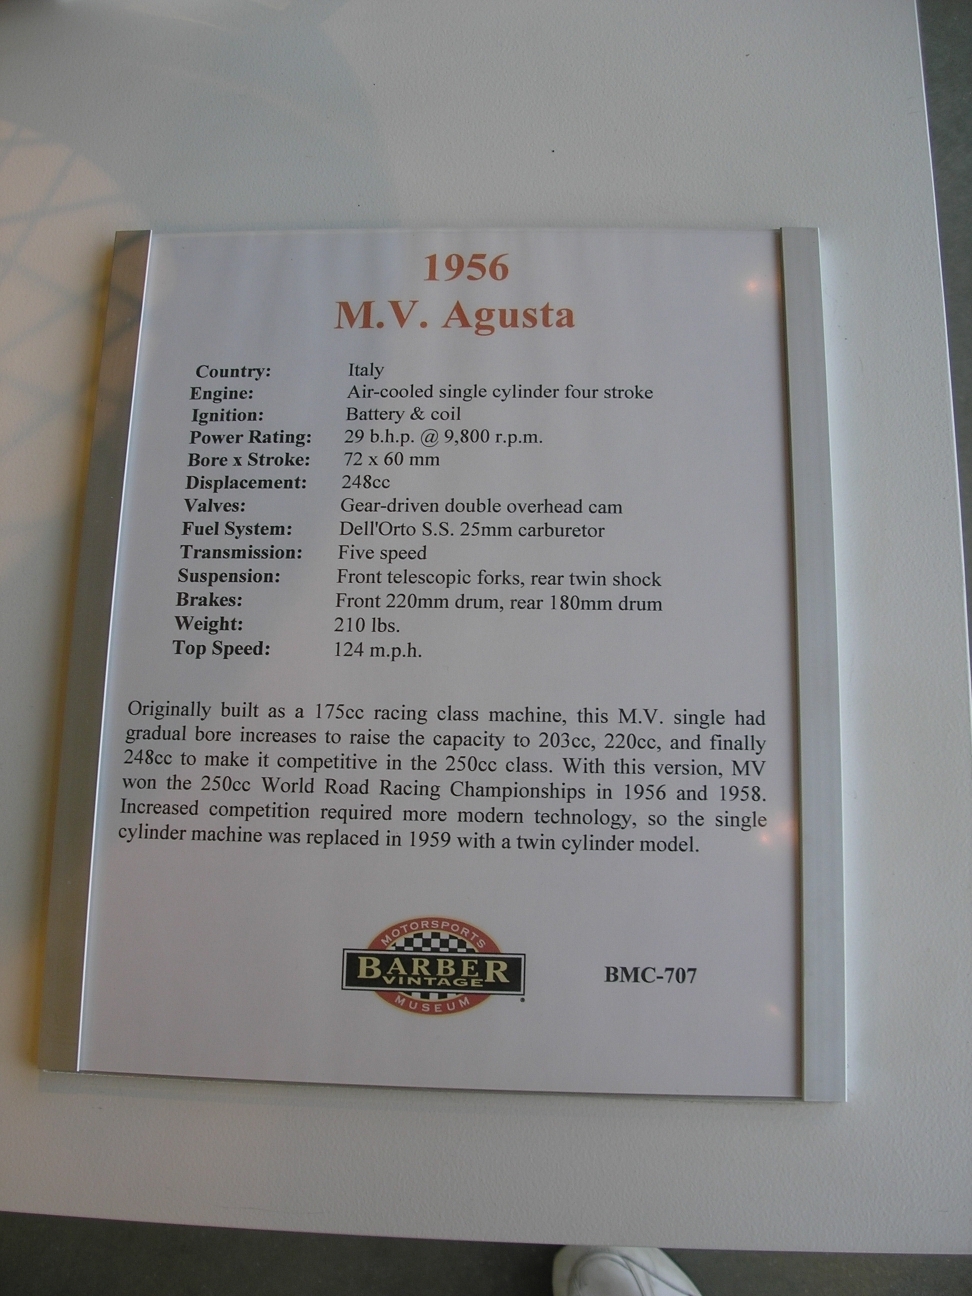 1956
M.V. Agusta
Country: Italy
Engine: Air-cooled single cylinder four stroke
Ignition: Battery & coil
Power Rating: 29 b.h.p. @ 9,800 r.p.m.
Bore x Stroke: 72 x 60 mm
Displacement: 248cc
Valves: Gear-driven double overhead cam
Fuel System: Dell'Orto S.S. 25mm carburetor
Transmission: Five speed
Suspension: Front telescopic forks, rear twin shock
Brakes: Front 220mm drum, rear 180mm drum
Weight: 210 lbs.
Top Speed: 124 m.p.h.
Originally built as a 175cc racing class machine, this M.V. single had
gradual bore increases to raise the capacity to 203cc, 220cc, and finally
248cc to make it competitive in the 250cc class. With this version, MV
won the 250cc World Road Racing Championships in 1956 and 1958.
Increased competition required more modern technology, so the single
cylinder machine was replaced in 1959 with a twin cylinder model.
MOTORSPORTS
BARBER
VINTAGE
MUSEUM
BMC-707